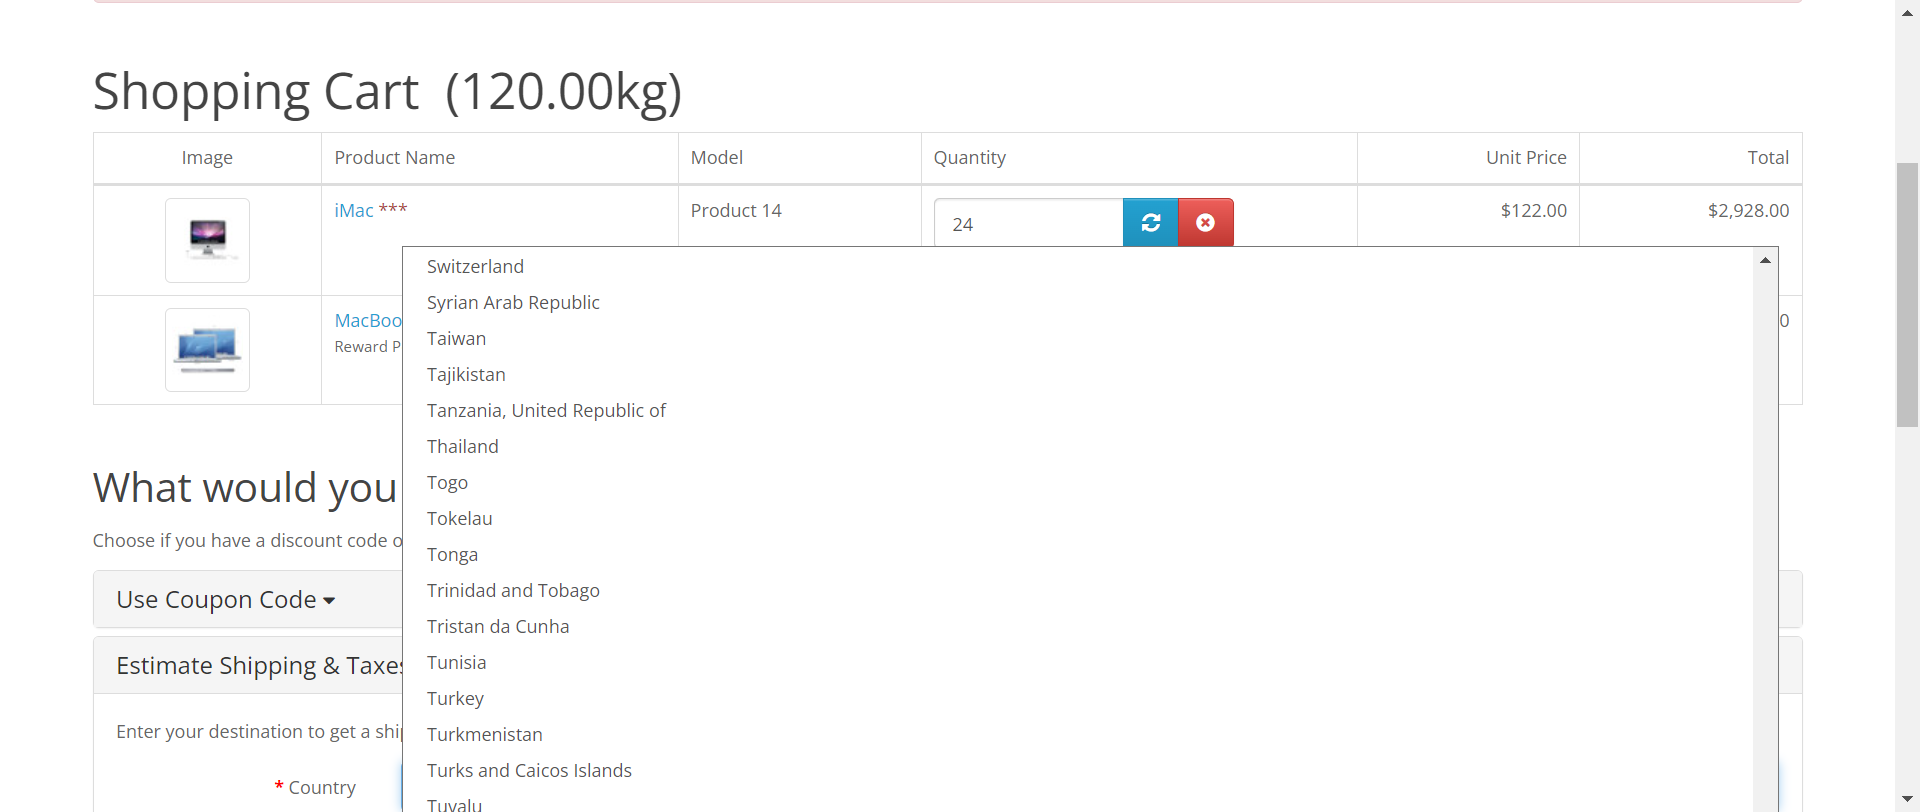 Shopping Cart (120.00kg)
Image Product Name Model Quantity Unit Price Total
iMac *** Product 14 24 $122.00 $2,928.00
MacBoo 0
Reward P
Switzerland
Syrian Arab Republic
Taiwan
Tajikistan
Tanzania, United Republic of
Thailand
Togo
Tokelau
Tonga
Trinidad and Tobago
Tristan da Cunha
Tunisia
Turkey
Turkmenistan
Turks and Caicos Islands
Tuvalu
What would you
Choose if you have a discount code o
Use Coupon Code
Estimate Shipping & Taxes
Enter your destination to get a ship
* Country